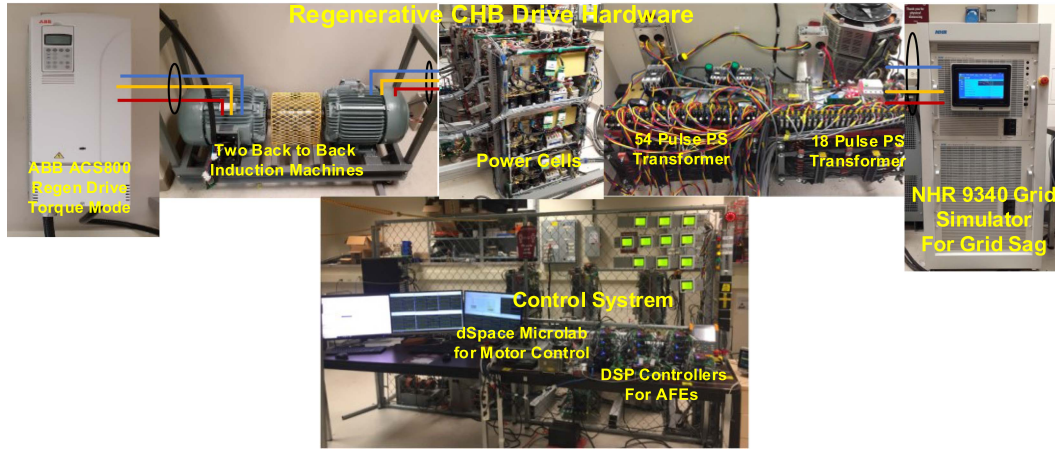 Regenerative CHB Drive Hardware
ABB
ABB ACS800
Regen Drive
Torque Mode
Two Back to Back
Induction Machines
Power Cells
54 Pulse PS
Transformer
18 Pulse PS
Transformer
NHR 9340 Grid
Simulator
For Grid Sag
Control Systrem
dSpace Microlab
for Motor Control
DSP Controllers
For AFEs